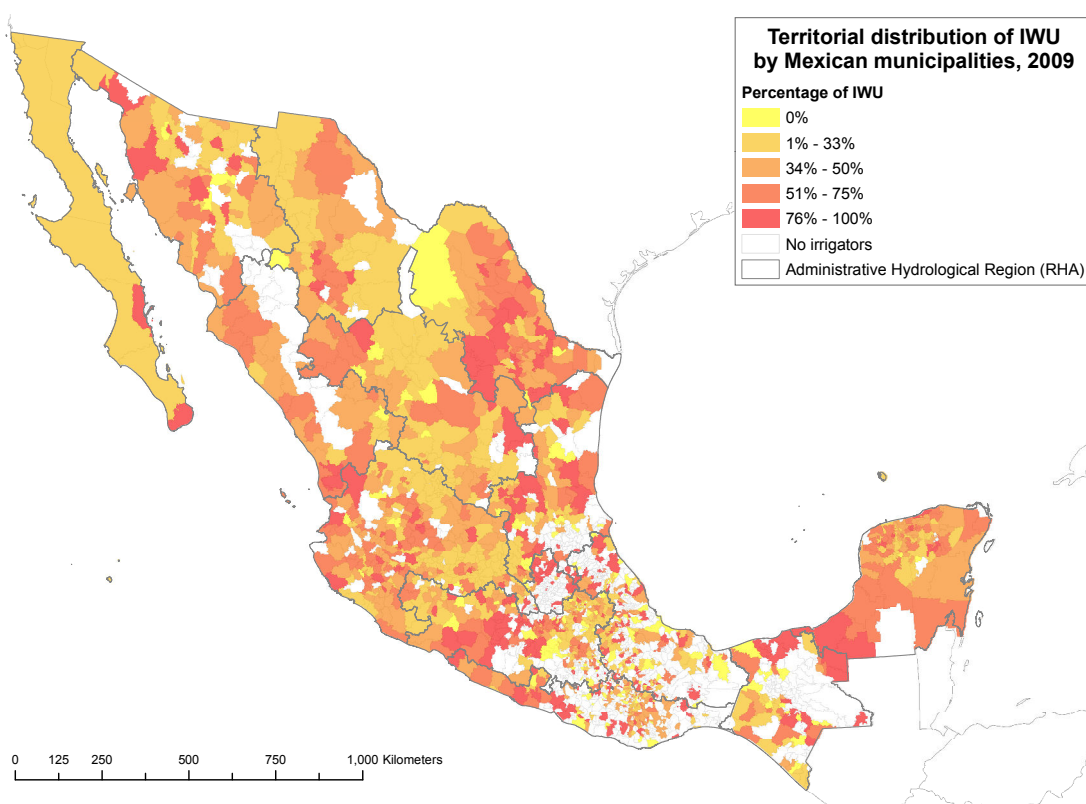 Territorial distribution of IWU
by Mexican municipalities, 2009
Percentage of IWU
0%
1% - 33%
34% - 50%
51% - 75%
76% - 100%
No irrigators
Administrative Hydrological Region (RHA)
0 125 250 500 750 1,000 Kilometers